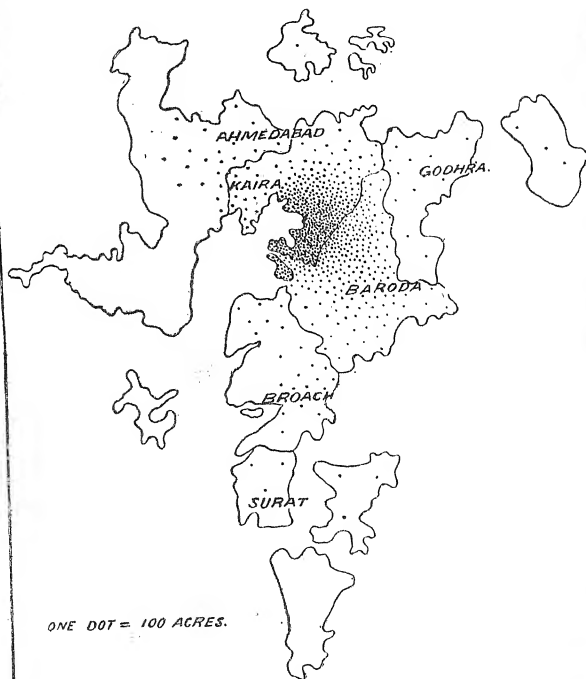 AHMEDABAD
KAIRA
GODHRA.
BARODA
BROACH
SURAT
ONE DOT = 100 ACRES.